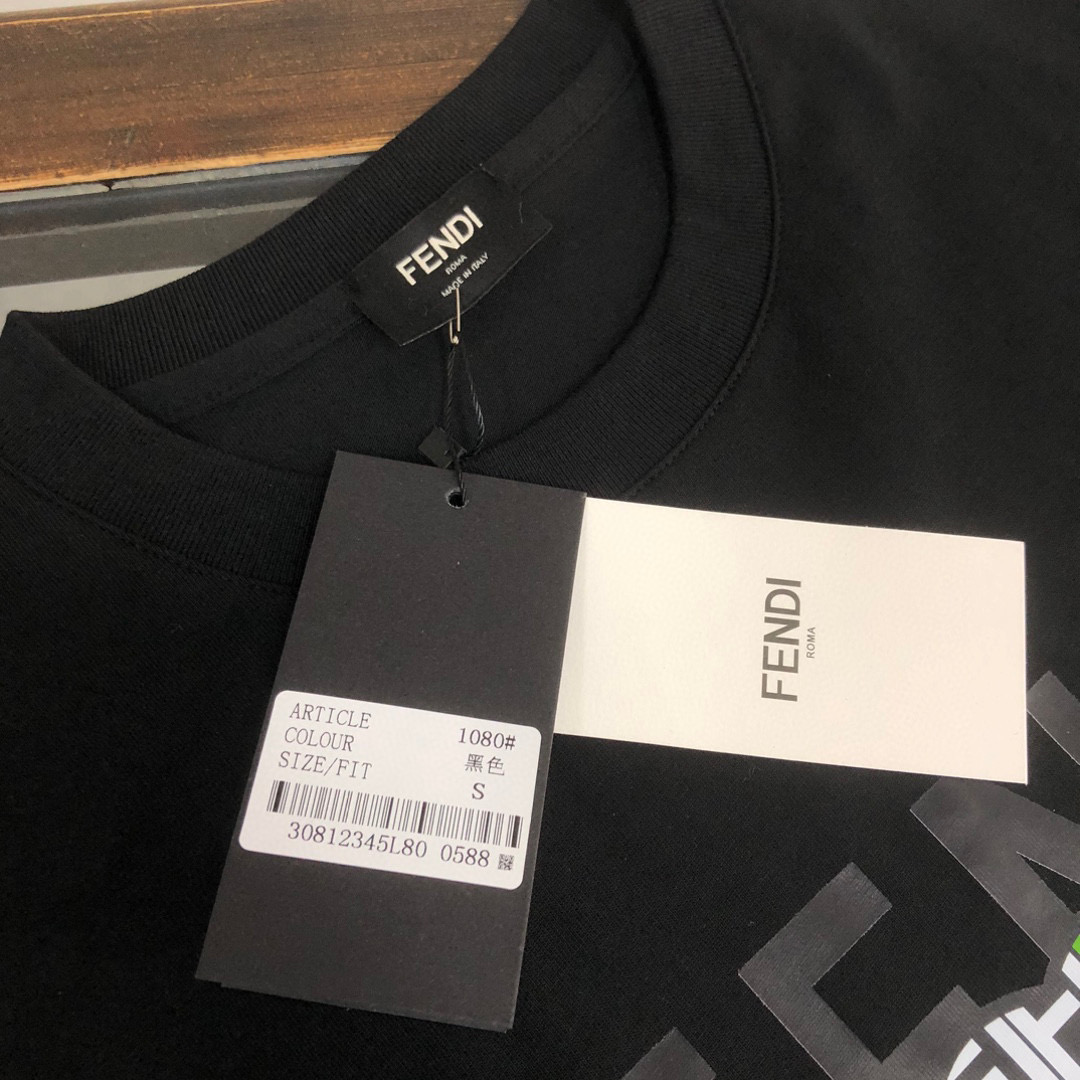 FENDI
ROMA
MADE IN ITALY
FENDI
ROMA
ARTICLE 1080#
COLOUR 黑色
SIZE/FIT S
30812345L80 0588